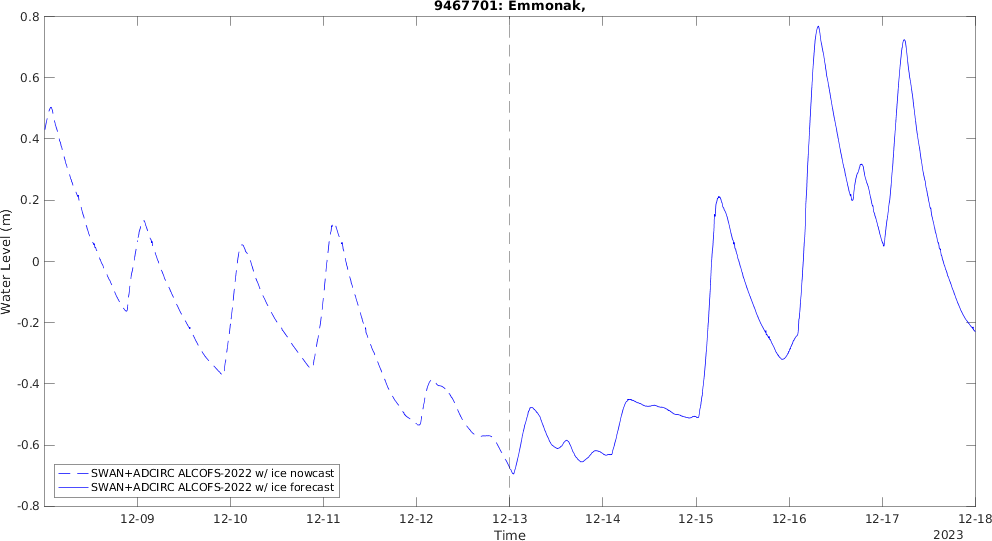 9467701: Emmonak,
0.8
0.6
0.4
0.2
0
-0.2
-0.4
-0.6
-0.8
Water Level (m)
SWAN+ADCIRC ALCOFS-2022 w/ ice nowcast
SWAN+ADCIRC ALCOFS-2022 w/ ice forecast
12-09 12-10 12-11 12-12 12-13 12-14 12-15 12-16 12-17 12-18
Time
2023